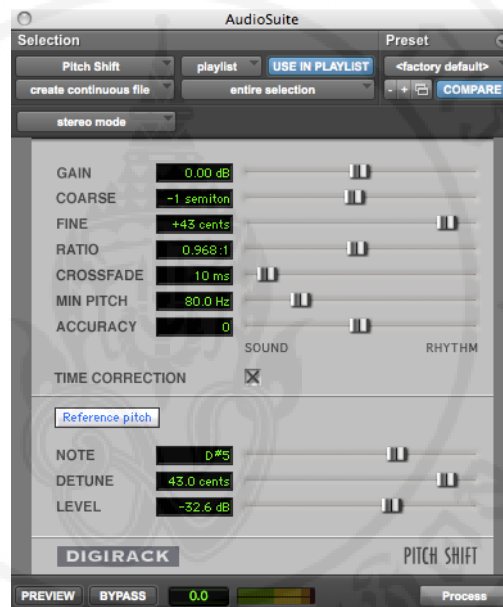 AudioSuite
Selection
Preset
Pitch Shift
playlist
USE IN PLAYLIST
<factory default>
create continuous file
entire selection
- +
COMPARE
stereo mode
GAIN 0.00 dB
COARSE -1 semiton
FINE +43 cents
RATIO 0.968:1
CROSSFADE 10 ms
MIN PITCH 80.0 Hz
ACCURACY 0
SOUND RHYTHM
TIME CORRECTION
Reference pitch
NOTE D#5
DETUNE 43.0 cents
LEVEL -32.6 dB
DIGIRACK PITCH SHIFT
PREVIEW BYPASS 0.0 Process